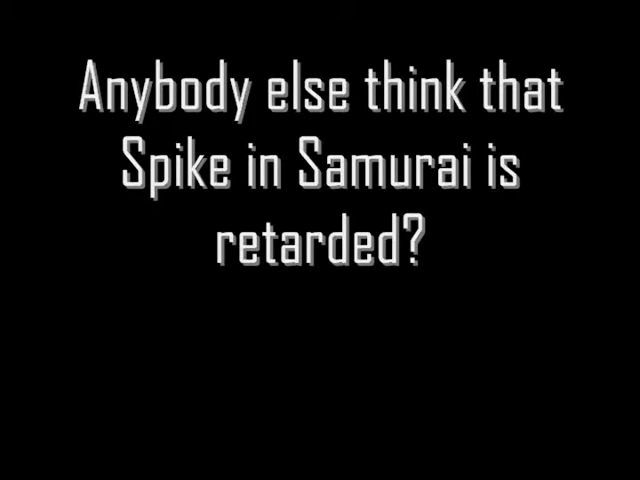 Anybody else think that
Spike in Samurai is
retarded?